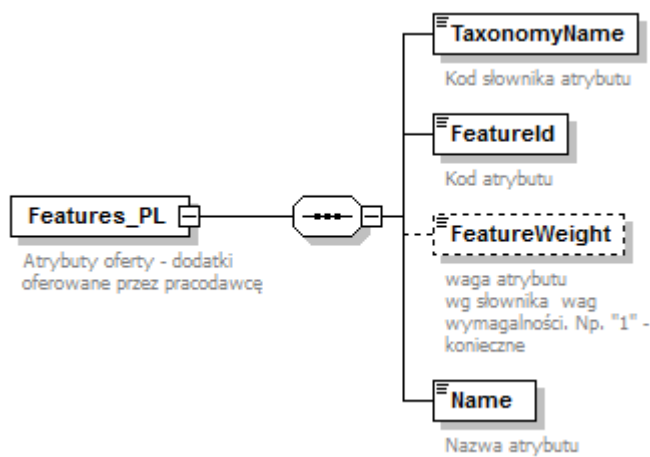 TaxonomyName
Kod słownika atrybutu
FeatureId
Kod atrybutu
Features_PL
Atrybuty oferty - dodatki
oferowane przez pracodawcę
FeatureWeight
waga atrybutu
wg słownika wag
wymagalności. Np. "1" -
konieczne
Name
Nazwa atrybutu